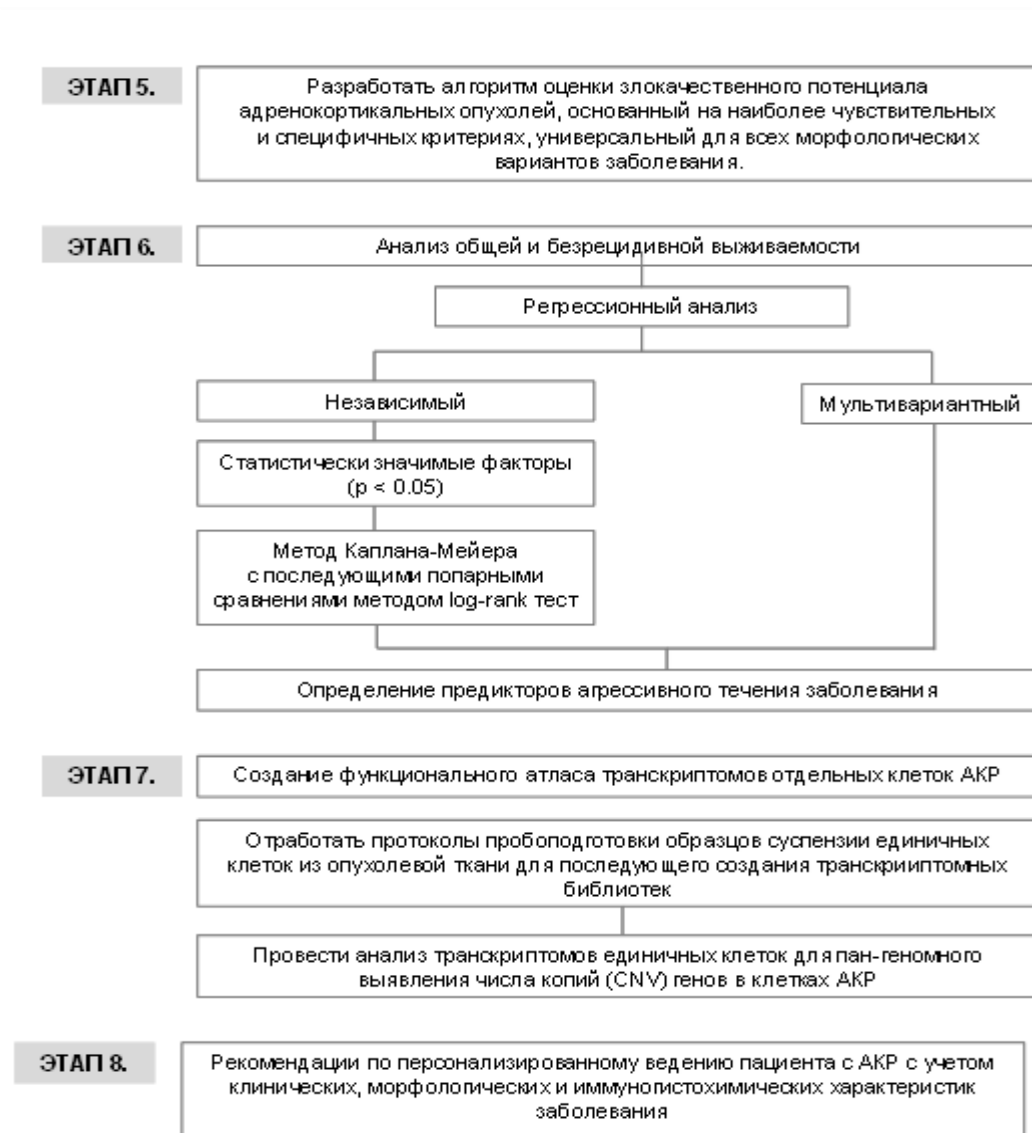 ЭТАП 5.
Разработать алгоритм оценки злокачественного потенциала
адренокортикальных опухолей, основанный на наиболее чувствительных
и специфичных критериях, универсальный для всех морфологических
вариантов заболевания.
ЭТАП 6.
Анализ общей и безрецидивной выживаемости
Регрессионный анализ
Независимый
Мультивариантный
Статистически значимые факторы
(p < 0.05)
Метод Каплана-Мейера
с последующими попарными
сравнениями методом log-rank тест
Определение предикторов агрессивного течения заболевания
ЭТАП 7.
Создание функционального атласа транскриптомов отдельных клеток АКР
Отработать протоколы пробоподготовки образцов суспензии единичных
клеток из опухолевой ткани для последующего создания транскрииптомных
библиотек
Провести анализ транскриптомов единичных клеток для пан-геномного
выявления числа копий (CNV) генов в клетках АКР
ЭТАП 8.
Рекомендации по персонализированному ведению пациента с АКР с учетом
клинических, морфологических и иммуногистохимических характеристик
заболевания